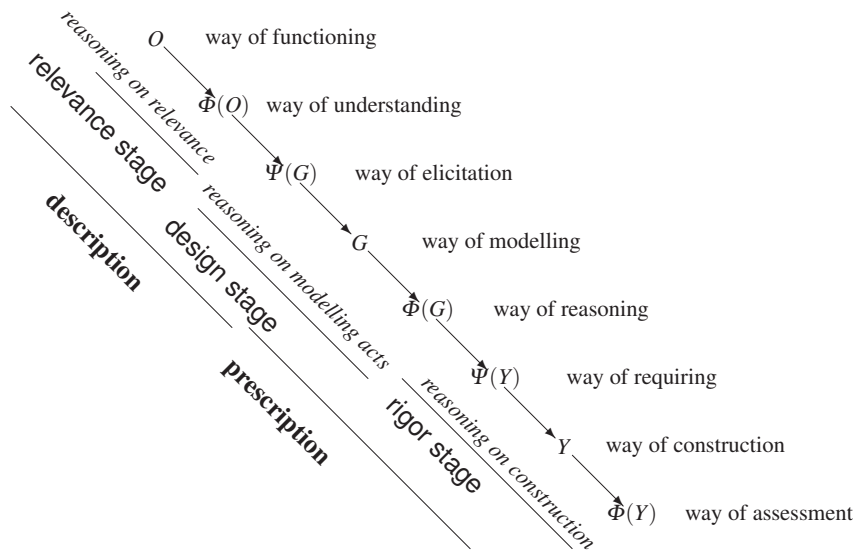 O way of functioning
Φ(O) way of understanding
Ψ(G) way of elicitation
G way of modelling
Φ(G) way of reasoning
Ψ(Y) way of requiring
Y way of construction
Φ(Y) way of assessment
reasoning on relevance
reasoning on modelling acts
reasoning on construction
relevance stage
design stage
rigor stage
description
prescription